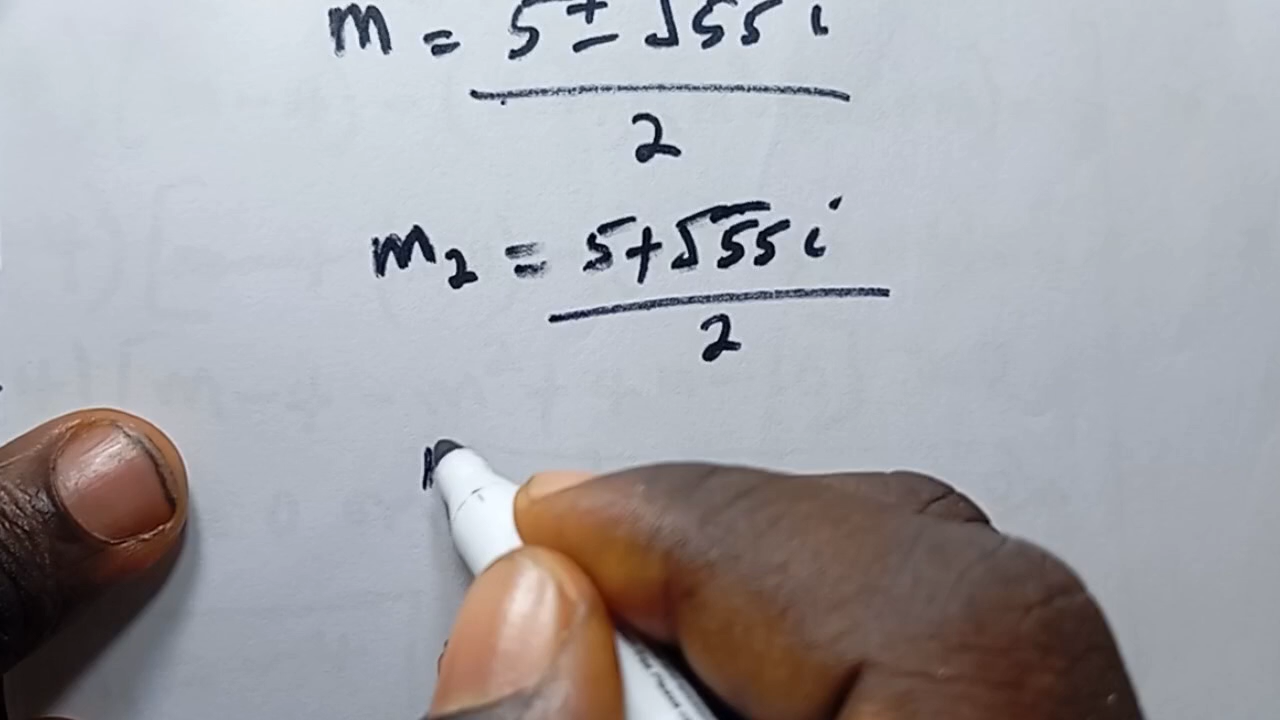 m = 5 ± √55 i
2
m₂ = 5+√55 i
2